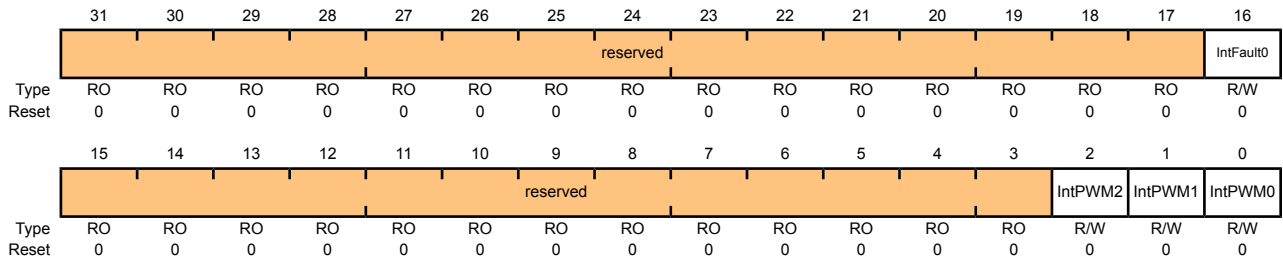 31 30 29 28 27 26 25 24 23 22 21 20 19 18 17 16
reserved IntFault0
Type RO RO RO RO RO RO RO RO RO RO RO RO RO RO RO R/W
Reset 0 0 0 0 0 0 0 0 0 0 0 0 0 0 0 0
15 14 13 12 11 10 9 8 7 6 5 4 3 2 1 0
reserved IntPWM2 IntPWM1 IntPWM0
Type RO RO RO RO RO RO RO RO RO RO RO RO RO R/W R/W R/W
Reset 0 0 0 0 0 0 0 0 0 0 0 0 0 0 0 0